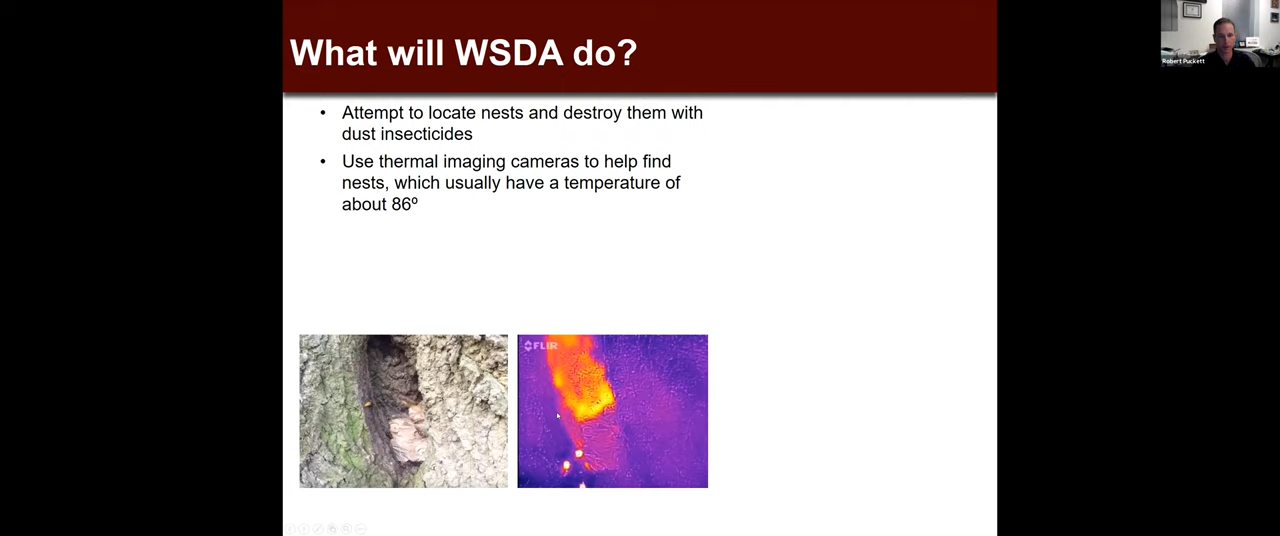 What will WSDA do?
Robert Puckett
• Attempt to locate nests and destroy them with
dust insecticides
• Use thermal imaging cameras to help find
nests, which usually have a temperature of
about 86º
FLIR